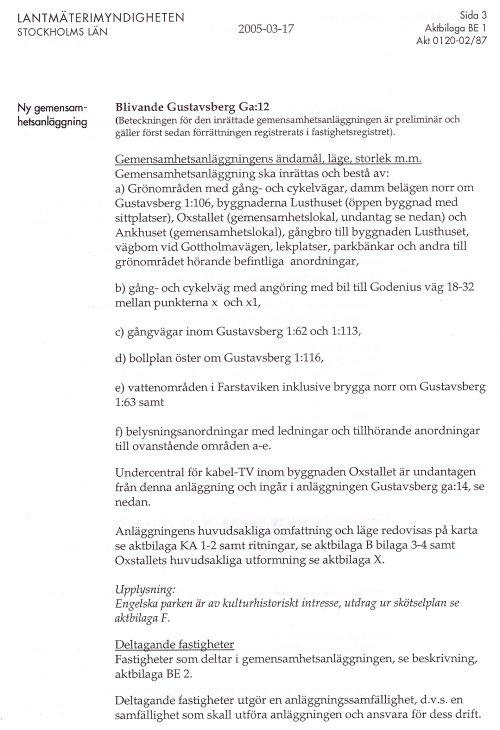 LANTMÄTERIMYNDIGHETEN
STOCKHOLMS LÄN
2005-03-17
Sida 3
Aktbilaga BE 1
Akt 0120-02/87
Ny gemensam-
hetsanläggning
Blivande Gustavsberg Ga:12
(Beteckningen för den inrättade gemensamhetsanläggningen är preliminär och
gäller först sedan förrättningen registrerats i fastighetsregistret).
Gemensamhetsanläggningens ändamål, läge, storlek m.m.
Gemensamhetsanläggning ska inrättas och bestå av:
a) Grönområden med gång- och cykelvägar, damm belägen norr om
Gustavsberg 1:106, byggnaderna Lusthuset (öppen byggnad med
sittplatser), Oxstallet (gemensamhetslokal, undantag se nedan) och
Ankhuset (gemensamhetslokal), gångbro till byggnaden Lusthuset,
vägbom vid Gottholmavägen, lekplatser, parkbänkar och andra till
grönområdet hörande befintliga anordningar,
b) gång- och cykelväg med angöring med bil till Godenius väg 18-32
mellan punkterna x och x1,
c) gångvägar inom Gustavsberg 1:62 och 1:113,
d) bollplan öster om Gustavsberg 1:116,
e) vattenområden i Farstaviken inklusive brygga norr om Gustavsberg
1:63 samt
f) belysningsanordningar med ledningar och tillhörande anordningar
till ovanstående områden a-e.
Undercentral för kabel-TV inom byggnaden Oxstallet är undantagen
från denna anläggning och ingår i anläggningen Gustavsberg ga:14, se
nedan.
Anläggningens huvudsakliga omfattning och läge redovisas på karta
se aktbilaga KA 1-2 samt ritningar, se aktbilaga B bilaga 3-4 samt
Oxstallets huvudsakliga utformning se aktbilaga X.
Upplysning:
Engelska parken är av kulturhistoriskt intresse, utdrag ur skötselplan se
aktbilaga F.
Deltagande fastigheter
Fastigheter som deltar i gemensamhetsanläggningen, se beskrivning,
aktbilaga BE 2.
Deltagande fastigheter utgör en anläggningssamfällighet, d.v.s. en
samfällighet som skall utföra anläggningen och ansvara för dess drift.